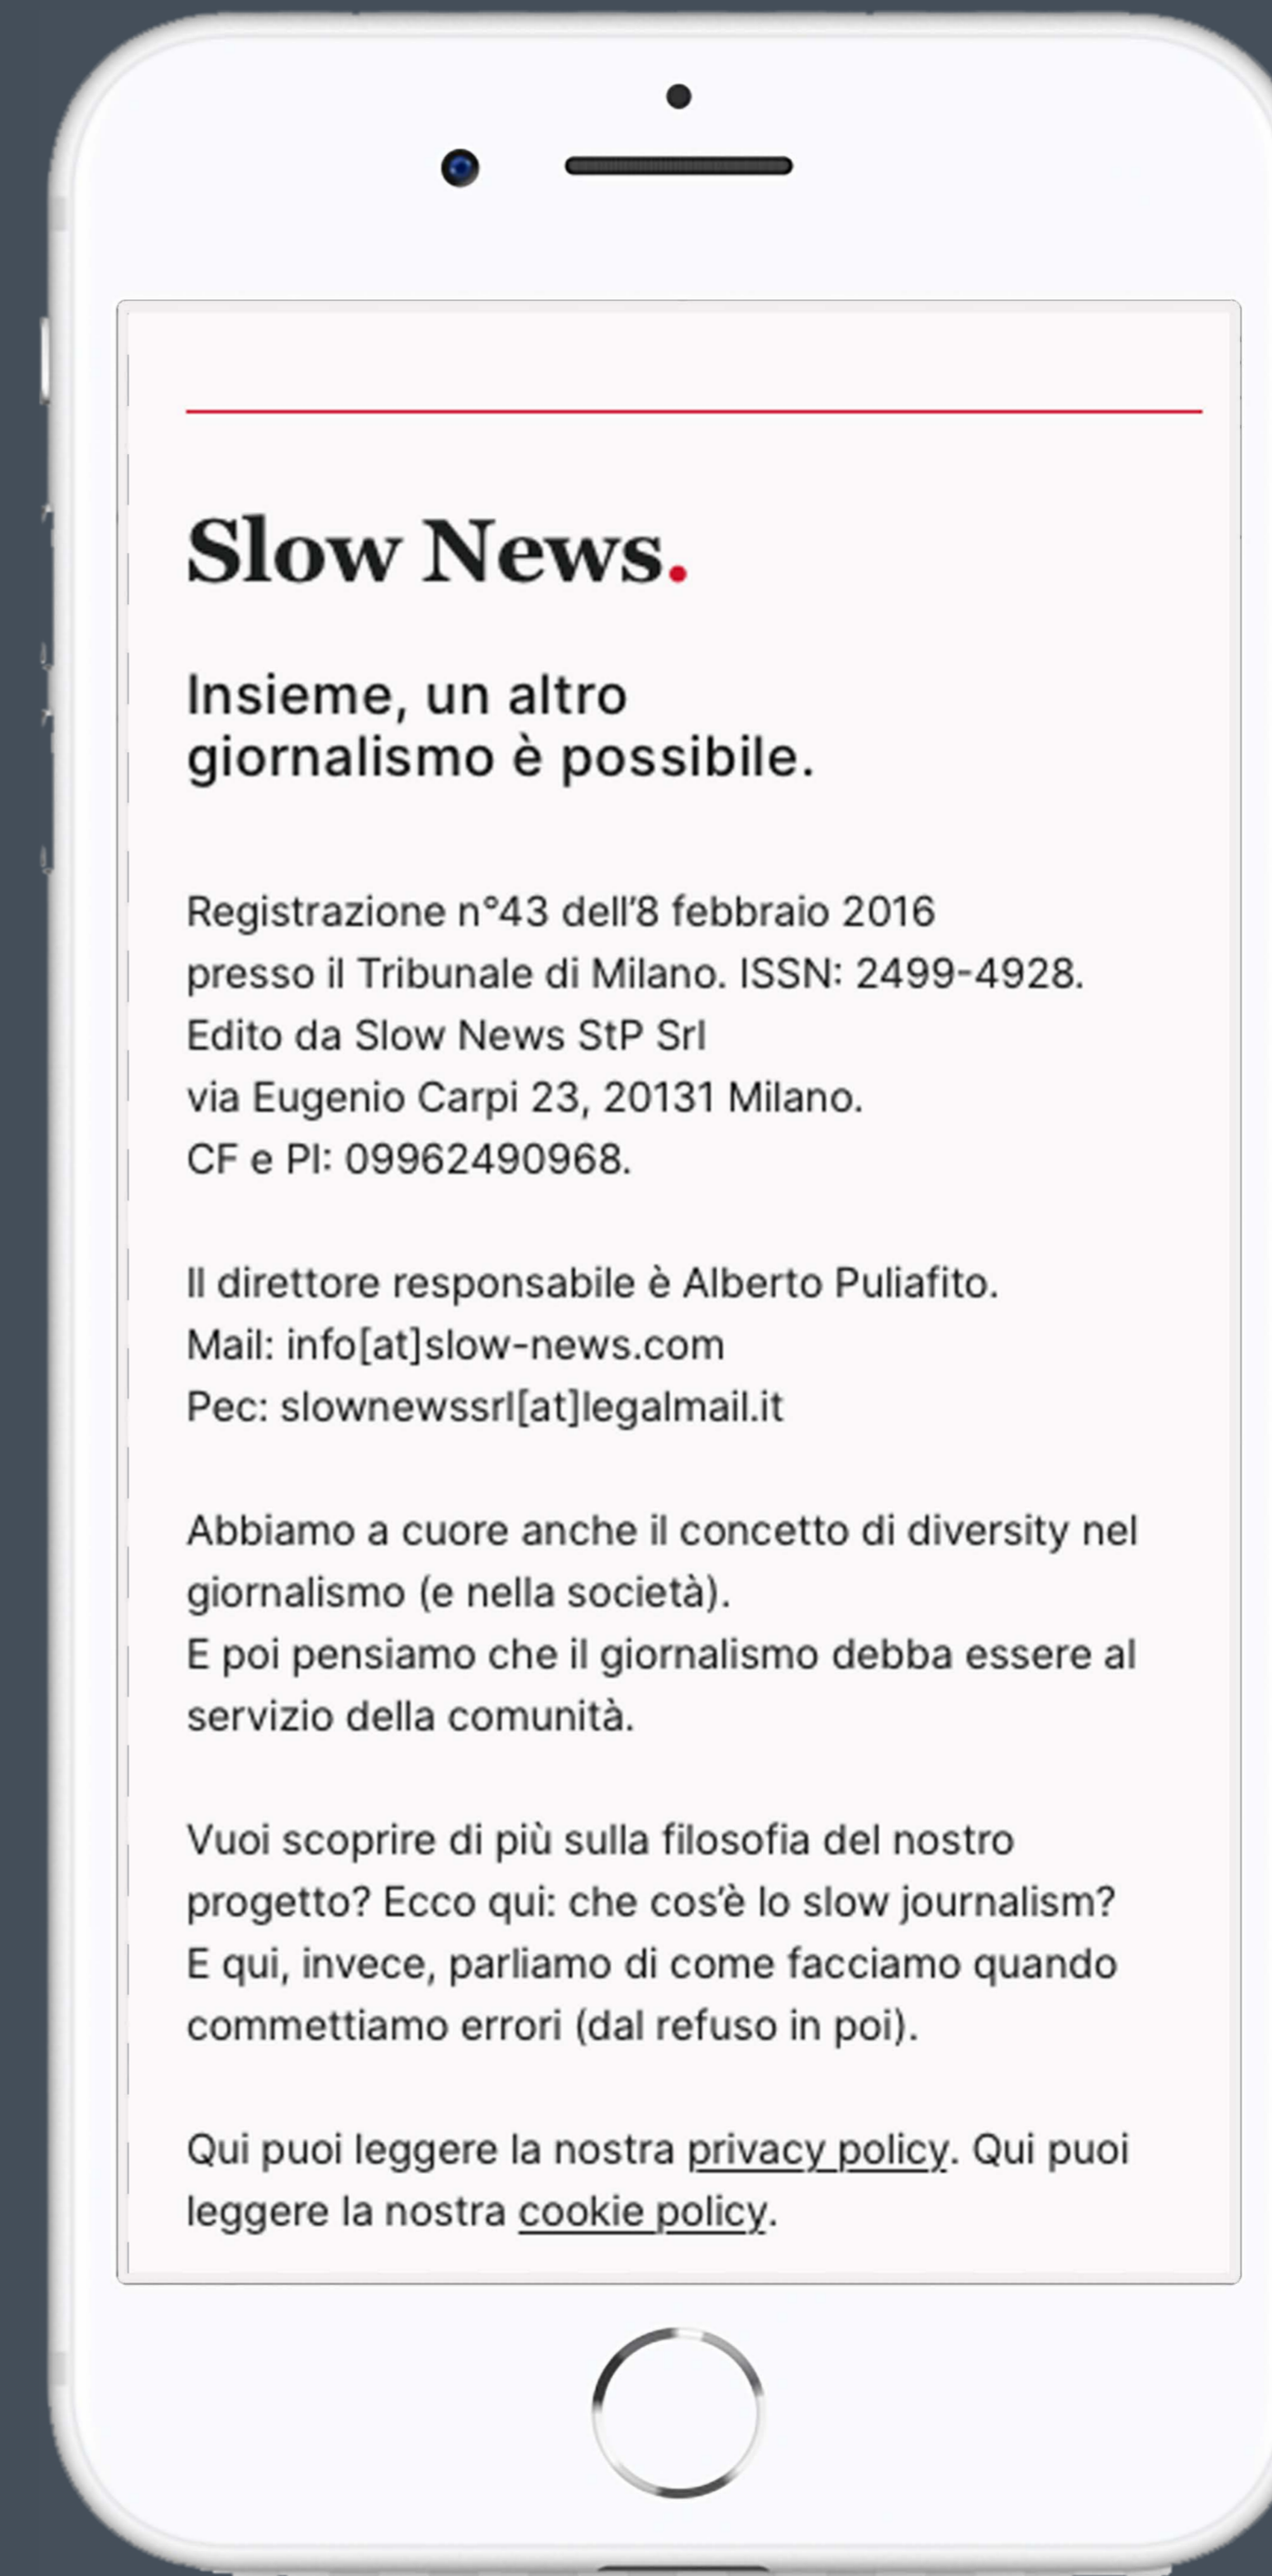 Slow News.
Insieme, un altro
giornalismo è possibile.
Registrazione n°43 dell’8 febbraio 2016
presso il Tribunale di Milano. ISSN: 2499-4928.
Edito da Slow News StP Srl
via Eugenio Carpi 23, 20131 Milano.
CF e PI: 09962490968.
Il direttore responsabile è Alberto Puliafito.
Mail: info[at]slow-news.com
Pec: slownewssrl[at]legalmail.it
Abbiamo a cuore anche il concetto di diversity nel
giornalismo (e nella società).
E poi pensiamo che il giornalismo debba essere al
servizio della comunità.
Vuoi scoprire di più sulla filosofia del nostro
progetto? Ecco qui: che cos’è lo slow journalism?
E qui, invece, parliamo di come facciamo quando
commettiamo errori (dal refuso in poi).
Qui puoi leggere la nostra privacy policy. Qui puoi
leggere la nostra cookie policy.